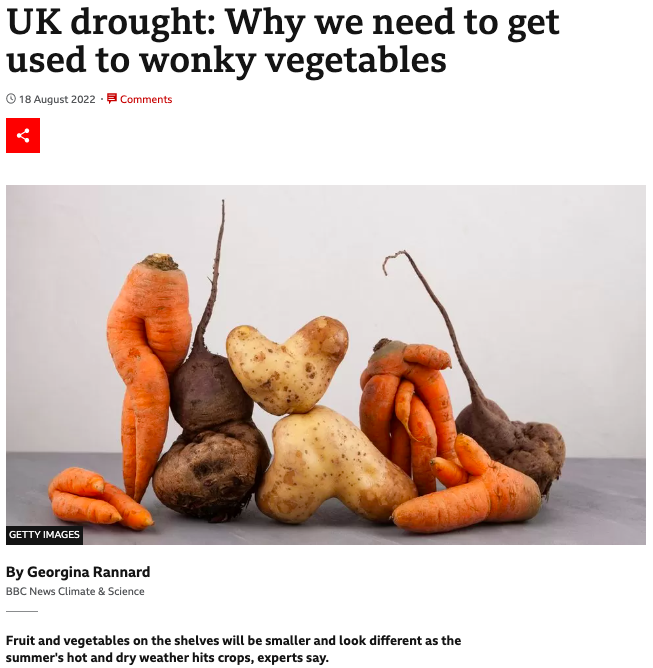 UK drought: Why we need to get
used to wonky vegetables
18 August 2022 · Comments
GETTY IMAGES
By Georgina Rannard
BBC News Climate & Science
Fruit and vegetables on the shelves will be smaller and look different as the
summer's hot and dry weather hits crops, experts say.